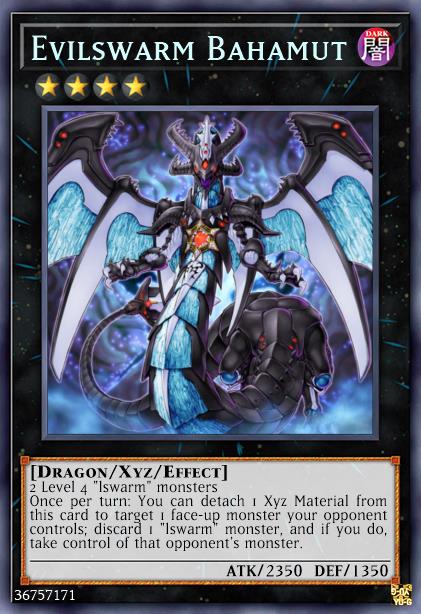 EVILSWARM BAHAMUT
DARK
闇
[DRAGON/XYZ/EFFECT]
2 Level 4 "lswarm" monsters
Once per turn: You can detach 1 Xyz Material from
this card to target 1 face-up monster your opponent
controls; discard 1 "lswarm" monster, and if you do,
take control of that opponent's monster.
ATK/2350 DEF/1350
36757171